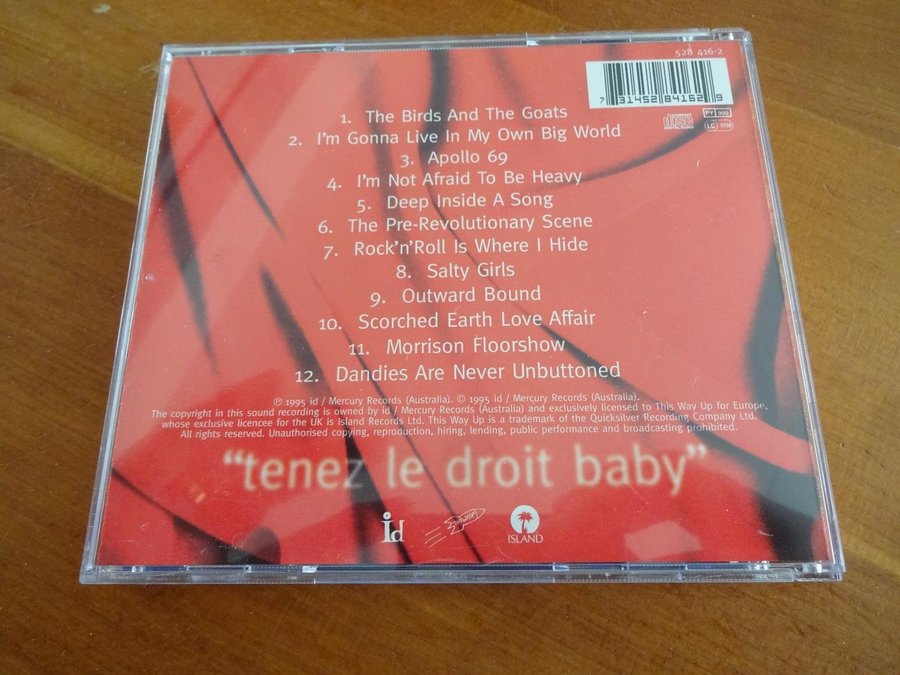 528 416-2
7 31452 84162 9
1. The Birds And The Goats
2. I'm Gonna Live In My Own Big World
3. Apollo 69
4. I'm Not Afraid To Be Heavy
5. Deep Inside A Song
6. The Pre-Revolutionary Scene
7. Rock'n'Roll Is Where I Hide
8. Salty Girls
9. Outward Bound
10. Scorched Earth Love Affair
11. Morrison Floorshow
12. Dandies Are Never Unbuttoned
℗ 1995 id / Mercury Records (Australia). © 1995 id / Mercury Records (Australia).
The copyright in this sound recording is owned by id / Mercury Records (Australia) and exclusively licensed to This Way Up for Europe,
whose exclusive licencee for the UK is Island Records Ltd. This Way Up is a trademark of the Quicksilver Recording Company Ltd.
All rights reserved. Unauthorised copying, reproduction, hiring, lending, public performance and broadcasting prohibited.
"tenez le droit baby"
id
ISLAND